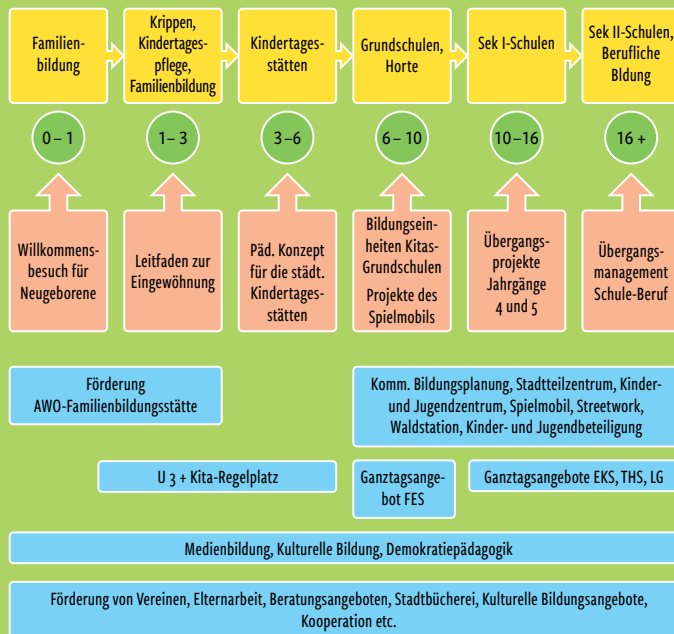 Familien-
bildung
Krippen,
Kindertages-
pflege,
Familienbildung
Kindertages-
stätten
Grundschulen,
Horte
Sek I-Schulen
Sek II-Schulen,
Berufliche
Bldung
0 – 1
1 – 3
3 – 6
6 – 10
10 – 16
16 +
Willkommens-
besuch für
Neugeborene
Leitfaden zur
Eingewöhnung
Päd. Konzept
für die städt.
Kindertages-
stätten
Bildungsein-
heiten Kitas-
Grundschulen
Projekte des
Spielmobils
Übergangs-
projekte
Jahrgänge
4 und 5
Übergangs-
management
Schule-Beruf
Förderung
AWO-Familienbildungsstätte
Komm. Bildungsplanung, Stadtteilzentrum, Kinder-
und Jugendzentrum, Spielmobil, Streetwork,
Waldstation, Kinder- und Jugendbeteiligung
U 3 + Kita-Regelplatz
Ganztagsange-
bot FES
Ganztagsangebote EKS, THS, LG
Medienbildung, Kulturelle Bildung, Demokratiepädagogik
Förderung von Vereinen, Elternarbeit, Beratungsangeboten, Stadtbücherei, Kulturelle Bildungsangebote,
Kooperation etc.